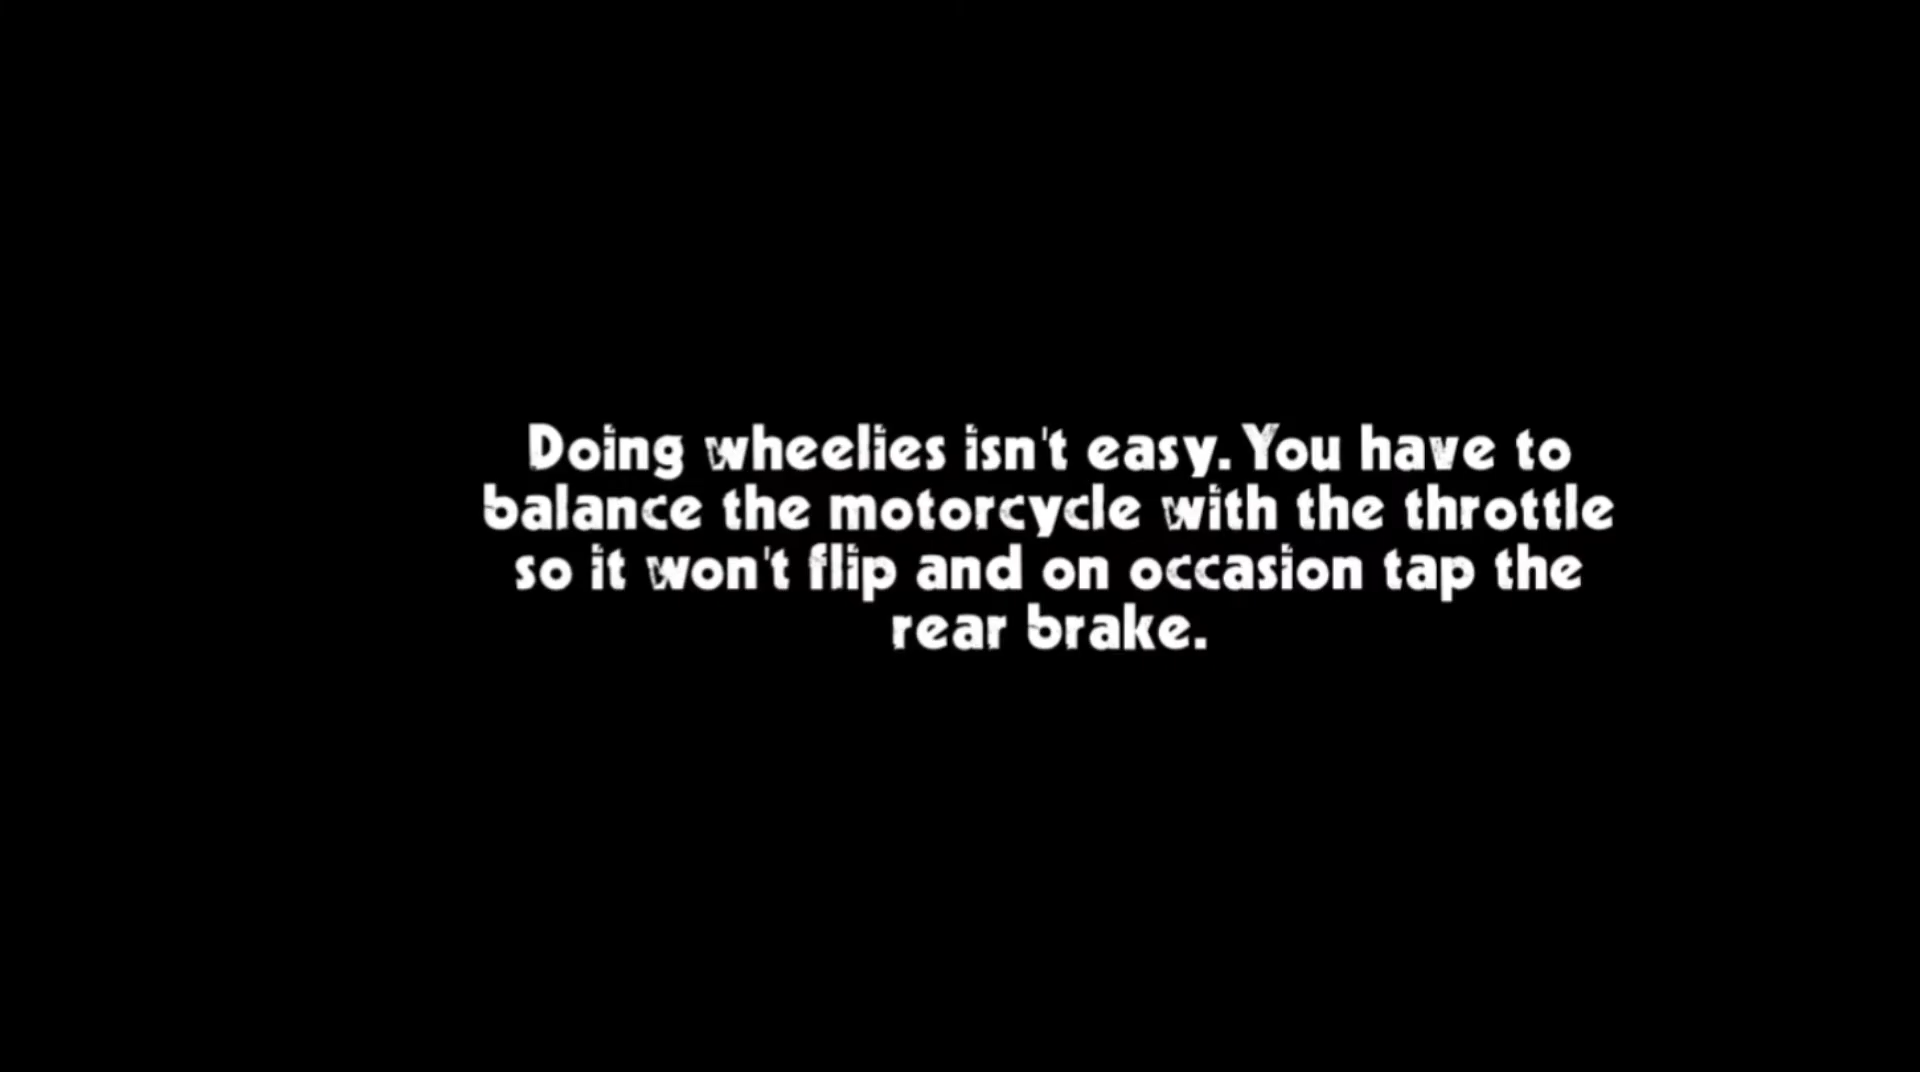 Doing wheelies isn't easy. You have to
balance the motorcycle with the throttle
so it won't flip and on occasion tap the
rear brake.